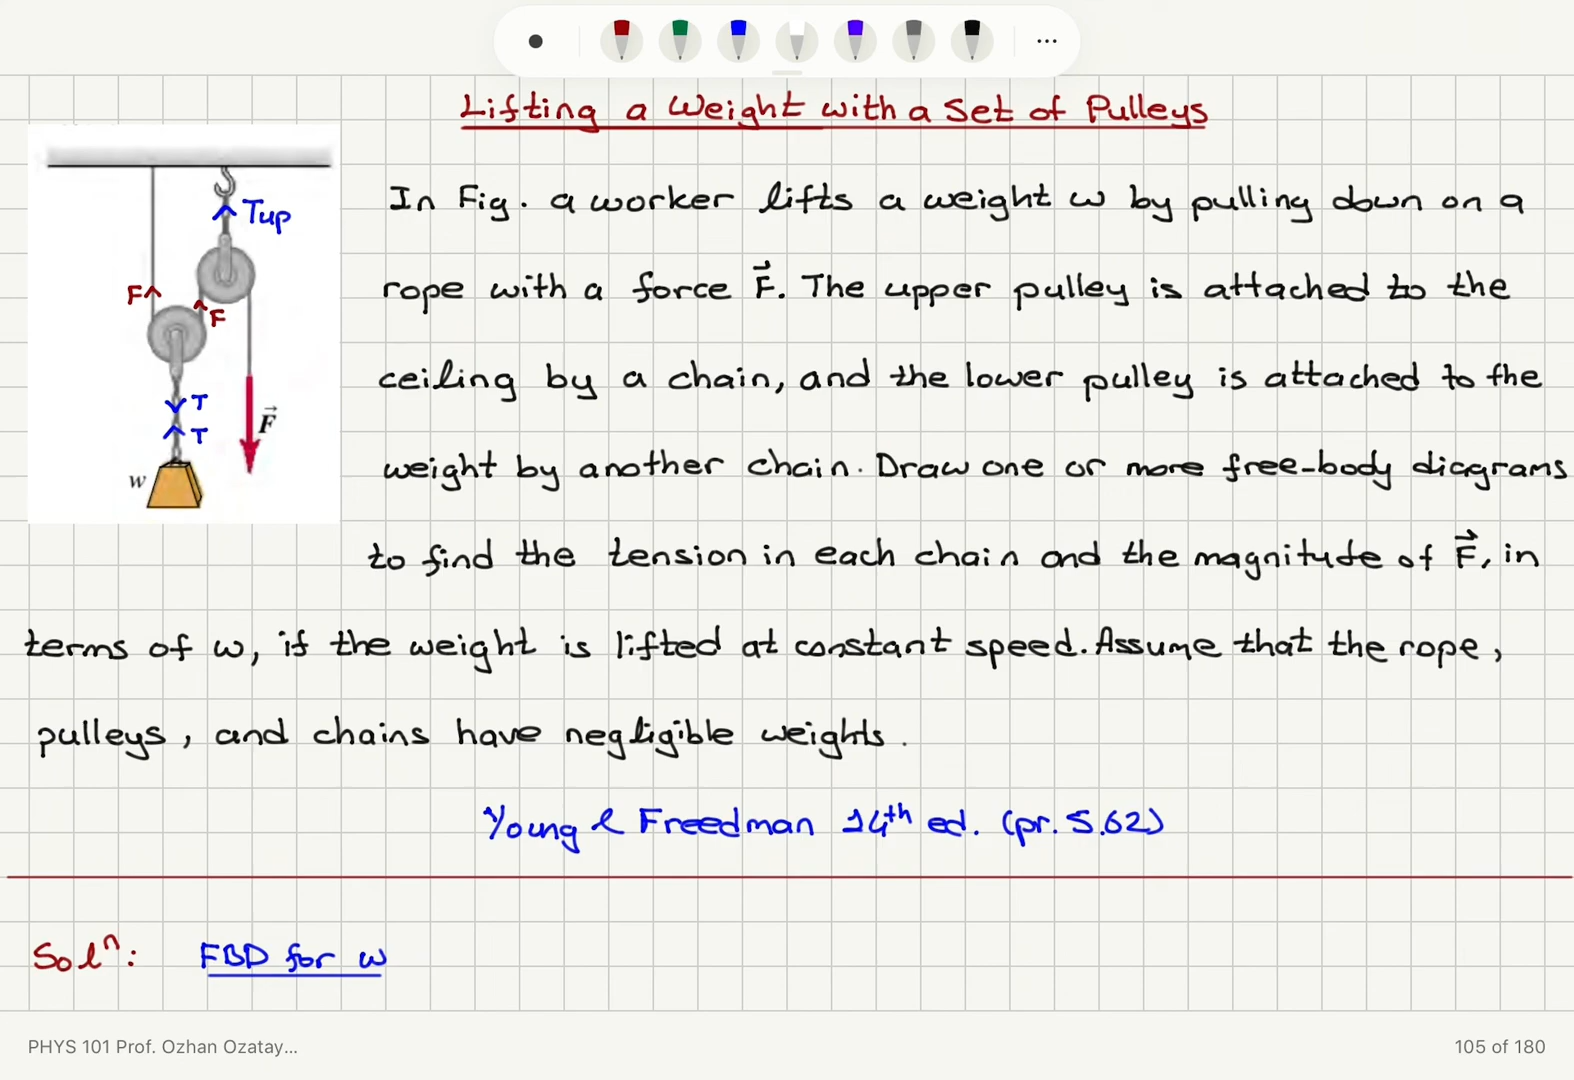 Lifting a Weight with a Set of Pulleys
In Fig. a worker lifts a weight w by pulling down on a
rope with a force F⃗. The upper pulley is attached to the
ceiling by a chain, and the lower pulley is attached to the
weight by another chain. Draw one or more free-body diagrams
to find the tension in each chain and the magnitude of F⃗, in
terms of w, if the weight is lifted at constant speed. Assume that the rope,
pulleys, and chains have negligible weights.
Tup
F
F
T
T
F⃗
w
Young & Freedman 14th ed. (pr. 5.62)
Solⁿ: FBD for w
PHYS 101 Prof. Ozhan Ozatay...
105 of 180